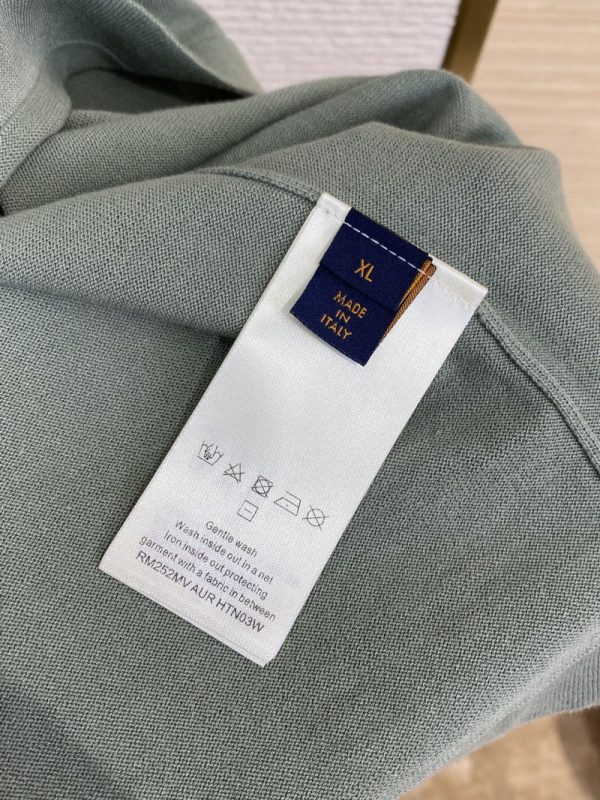 XL
MADE
IN
ITALY
Gentle wash
Wash inside out in a net
Iron inside out protecting
garment with a fabric in between
RM252MV AUR HTN03W